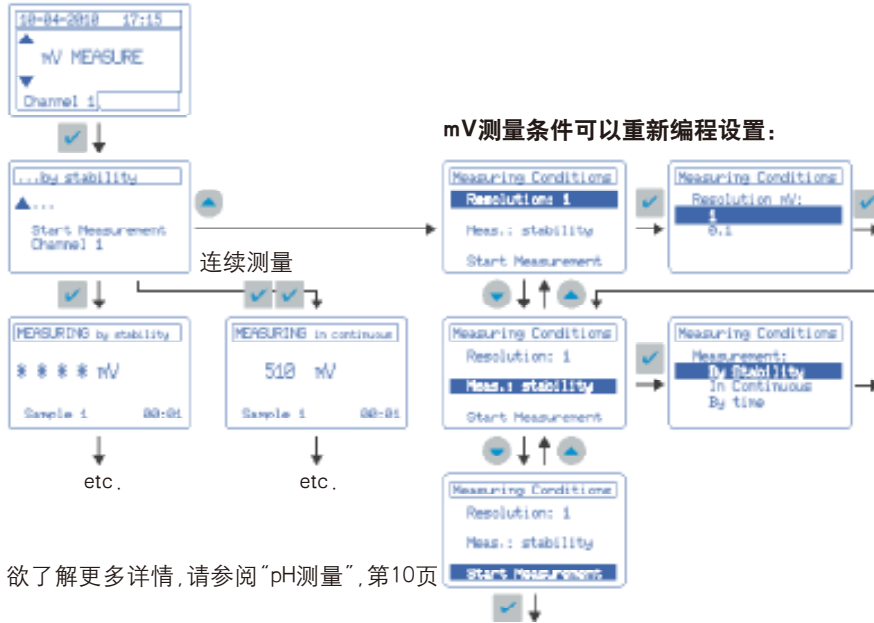 10-04-2010 17:15
mV MEASURE
Channel 1
mV测量条件可以重新编程设置:
...by stability
...
Start Measurement
Channel 1
Measuring Conditions
Resolution: 1
Meas.: stability
Start Measurement
Measuring Conditions
Resolution mV:
1
0.1
连续测量
MEASURING by stability
* * * * mV
Sample 1 00:01
MEASURING in continuous
510 mV
Sample 1 00:01
Measuring Conditions
Resolution: 1
Meas.: stability
Start Measurement
Measuring Conditions
Measurement:
By Stability
In Continuous
By time
etc.
etc.
Measuring Conditions
Resolution: 1
Meas.: stability
Start Measurement
欲了解更多详情,请参阅“pH测量”,第10页